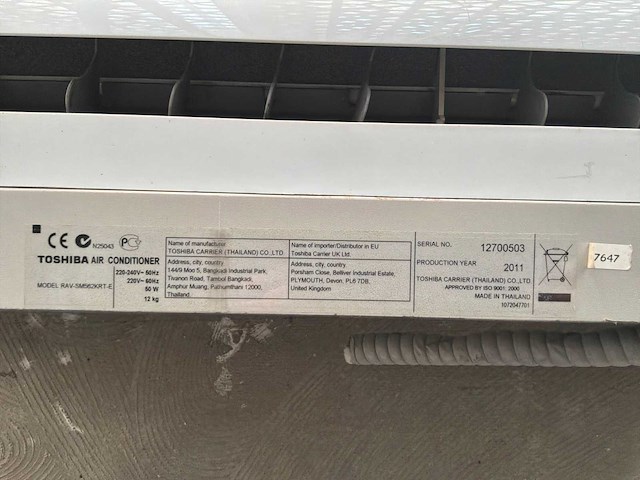 CE N25043 PC
TOSHIBA AIR CONDITIONER
220-240V~ 50Hz
220V~ 60Hz
MODEL RAV-SM562KRT-E
50 W
12 kg
Name of manufacturer
TOSHIBA CARRIER (THAILAND) CO.,LTD
Address, city, country
144/9 Moo 5, Bangkadi Industrial Park,
Tivanon Road, Tambol Bangkadi,
Amphur Muang, Pathumthani 12000,
Thailand.
Name of importer/Distributor in EU
Toshiba Carrier UK Ltd
Address, city, country
Porsham Close, Belliver Industrial Estate,
PLYMOUTH, Devon, PL6 7DB,
United Kingdom
SERIAL NO. 12700503
PRODUCTION YEAR 2011
TOSHIBA CARRIER (THAILAND) CO.,LTD.
APPROVED BY ISO 9001: 2000
MADE IN THAILAND
1072047701
7647